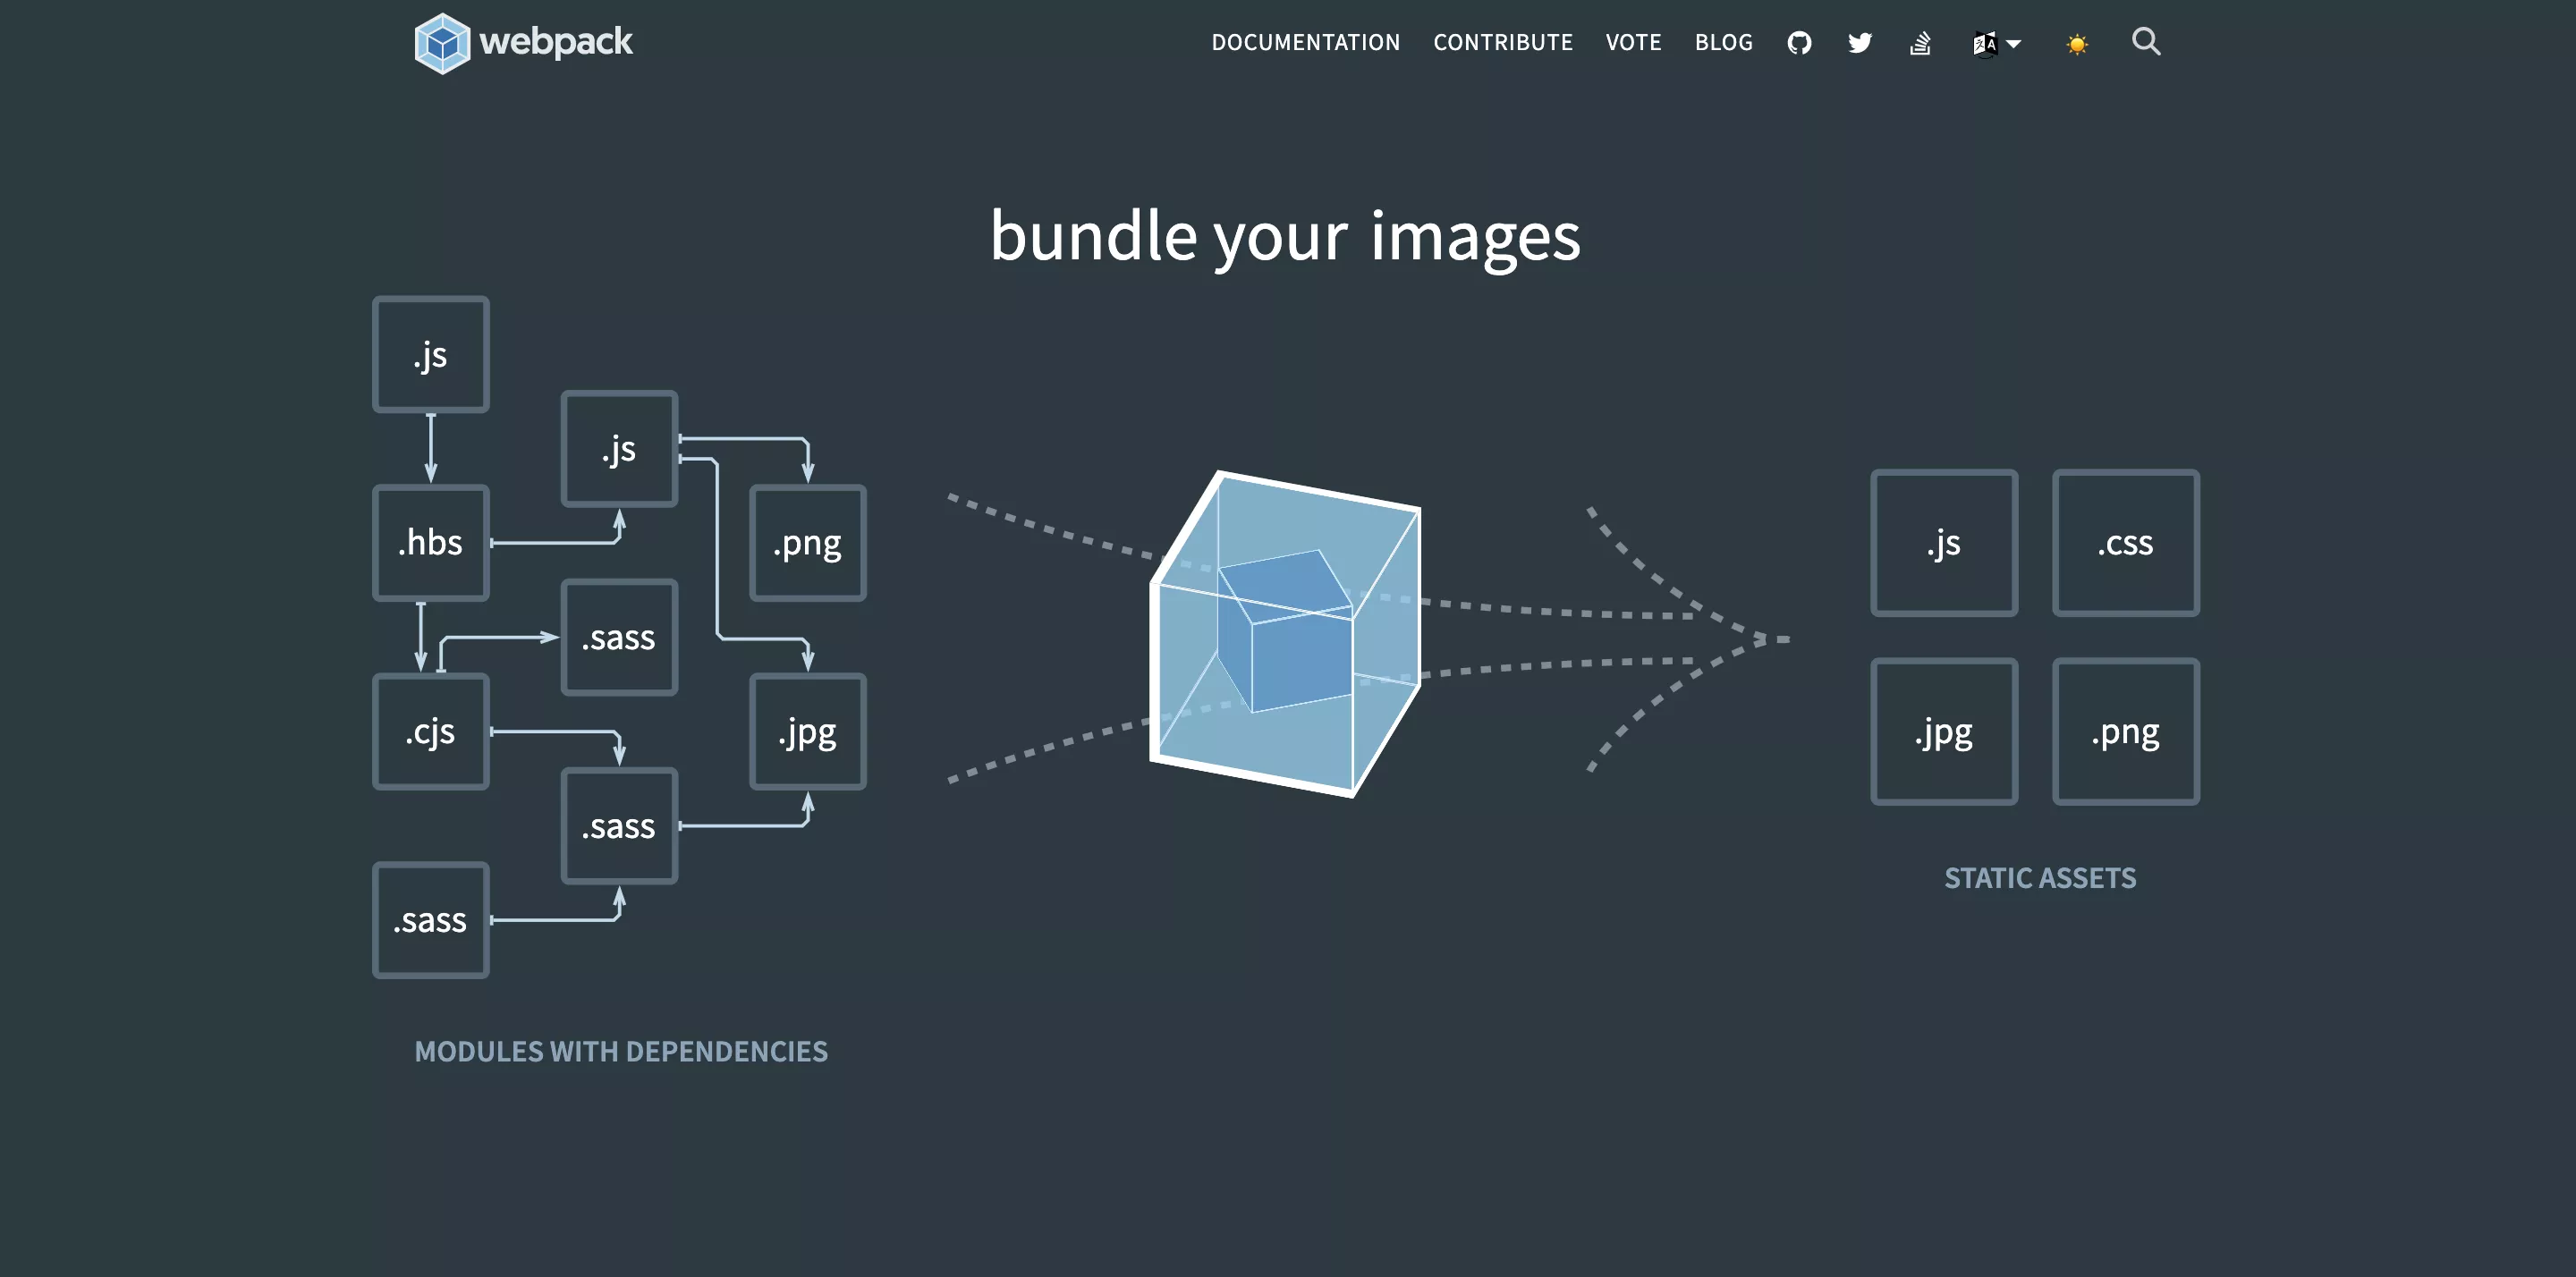 webpack
DOCUMENTATION CONTRIBUTE VOTE BLOG
bundle your images
.js
.js
.hbs
.png
.sass
.cjs
.jpg
.sass
.sass
MODULES WITH DEPENDENCIES
.js
.css
.jpg
.png
STATIC ASSETS